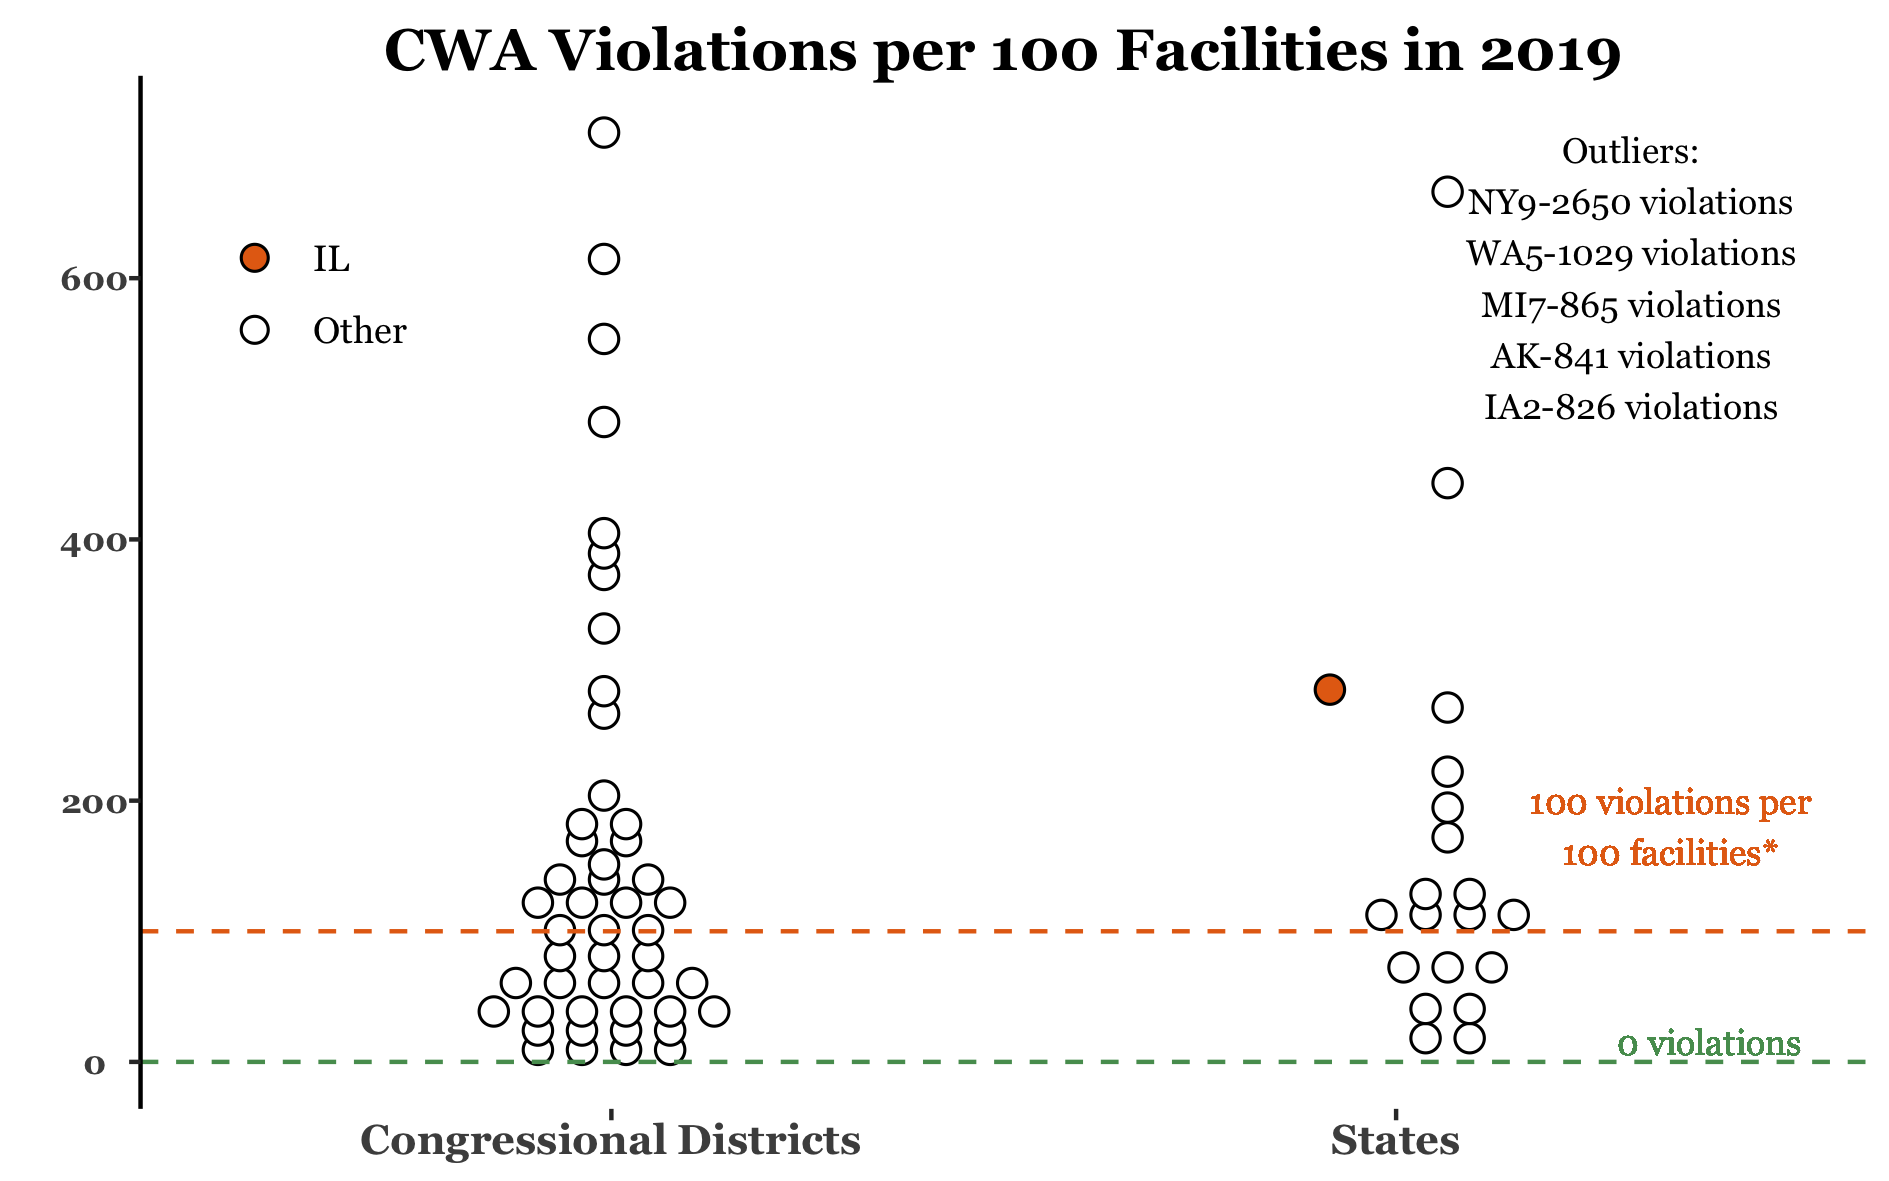 CWA Violations per 100 Facilities in 2019
Outliers:
NY9-2650 violations
WA5-1029 violations
MI7-865 violations
AK-841 violations
IA2-826 violations
IL
Other
600
400
200
0
100 violations per
100 facilities*
0 violations
Congressional Districts
States